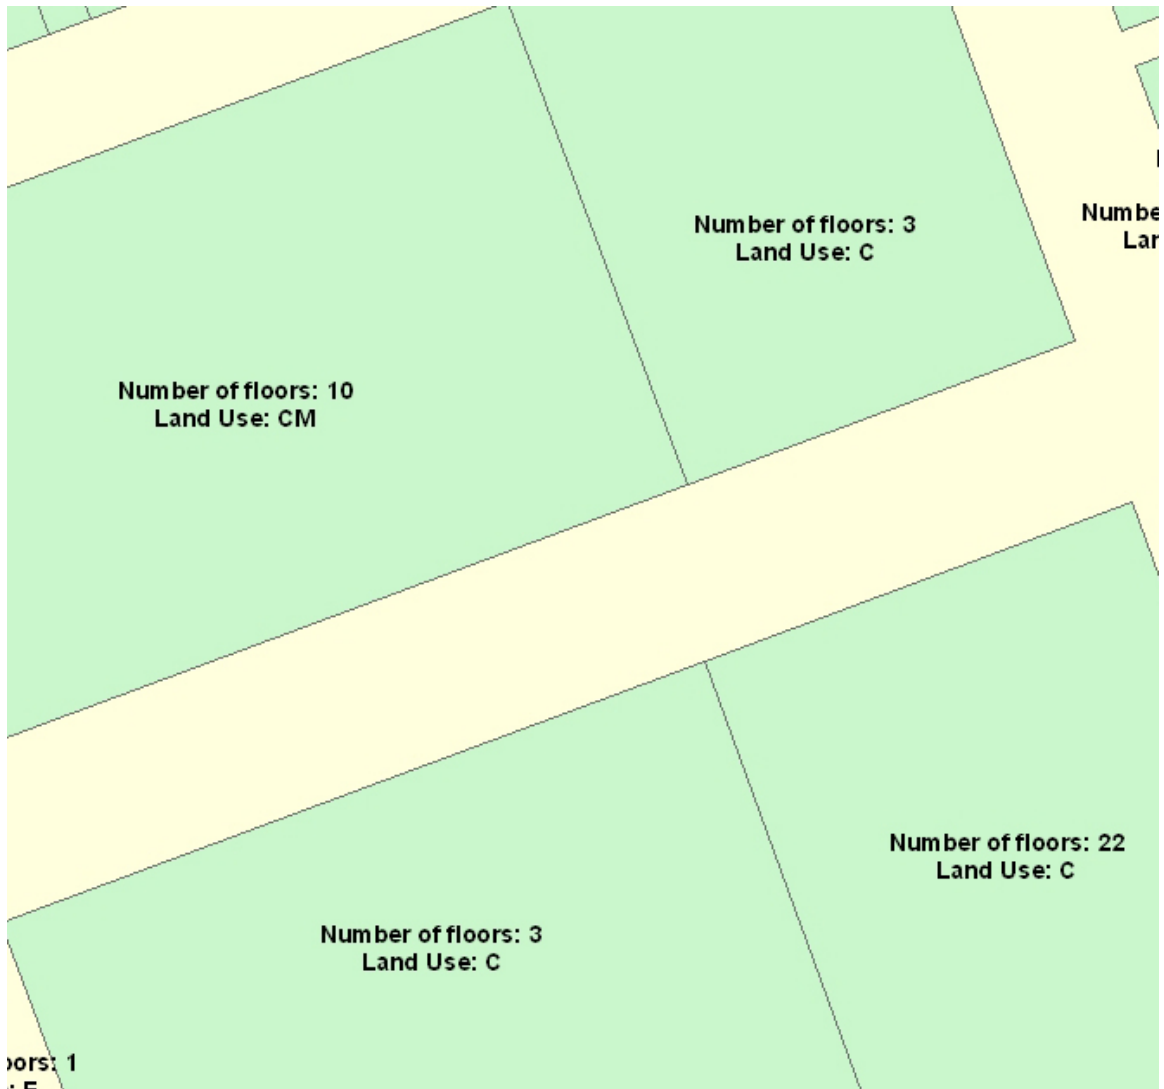 Number of floors: 3
Land Use: C
Number of floors: 10
Land Use: CM
Number of floors: 22
Land Use: C
Number of floors: 3
Land Use: C
: 1